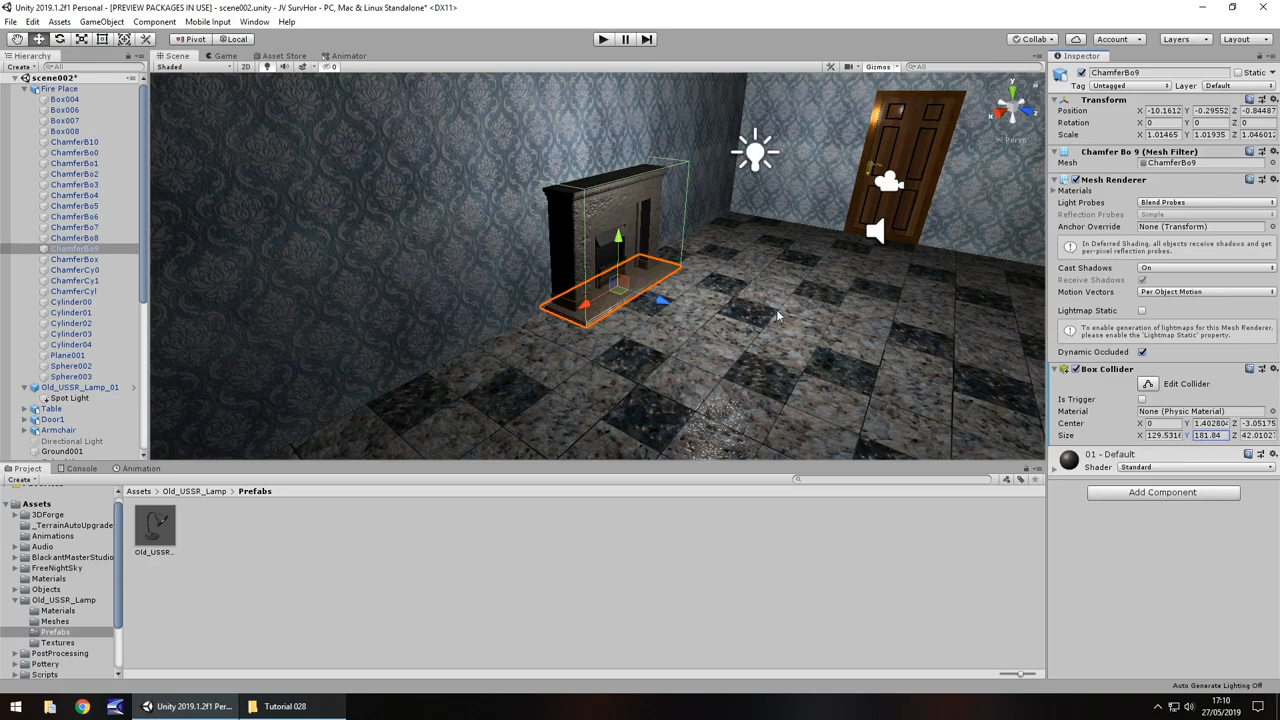 Unity 2019.1.2f1 Personal - [PREVIEW PACKAGES IN USE] - scene002.unity - JV SurvHor - PC, Mac & Linux Standalone* <DX11>
File Edit Assets GameObject Component Mobile Input Window Help
Pivot Local Collab Account Layers Layout
Hierarchy Scene Game Asset Store Animator Inspector
Create All Shaded 2D Gizmos All
scene002*
Fire Place
Box004
Box006
Box007
Box008
ChamferB10
ChamferBo0
ChamferBo1
ChamferBo2
ChamferBo3
ChamferBo4
ChamferBo5
ChamferBo6
ChamferBo7
ChamferBo8
ChamferBo9
ChamferBox
ChamferCy0
ChamferCy1
ChamferCyl
Cylinder00
Cylinder01
Cylinder02
Cylinder03
Cylinder04
Plane001
Sphere002
Sphere003
Old_USSR_Lamp_01
Spot Light
Table
Door1
Armchair
Directional Light
Ground001
y
x z
Persp
ChamferBo9 Static
Tag Untagged Layer Default
Transform
Position X -10.1612 Y -0.29552 Z -0.84487
Rotation X 0 Y 0 Z 0
Scale X 1.01465 Y 1.01935 Z 1.04601
Chamfer Bo 9 (Mesh Filter)
Mesh ChamferBo9
Mesh Renderer
Materials
Light Probes Blend Probes
Reflection Probes Simple
Anchor Override None (Transform)
In Deferred Shading, all objects receive shadows and get
per-pixel reflection probes.
Cast Shadows On
Receive Shadows
Motion Vectors Per Object Motion
Lightmap Static
To enable generation of lightmaps for this Mesh Renderer,
please enable the 'Lightmap Static' property.
Dynamic Occluded
Box Collider
Edit Collider
Is Trigger
Material None (Physic Material)
Center X 0 Y 1.402804 Z -3.05175
Size X 129.5316 Y 181.84 Z 42.0102
01 - Default
Shader Standard
Add Component
Project Console Animation
Create
Assets
3DForge
_TerrainAutoUpgrade
Animations
Audio
BlackantMasterStudio
FreeNightSky
Materials
Objects
Old_USSR_Lamp
Materials
Meshes
Prefabs
Textures
PostProcessing
Pottery
Scripts
Assets Old_USSR_Lamp Prefabs
Old_USSR...
Auto Generate Lighting Off
Unity 2019.1.2f1 Per... Tutorial 028
17:10
27/05/2019